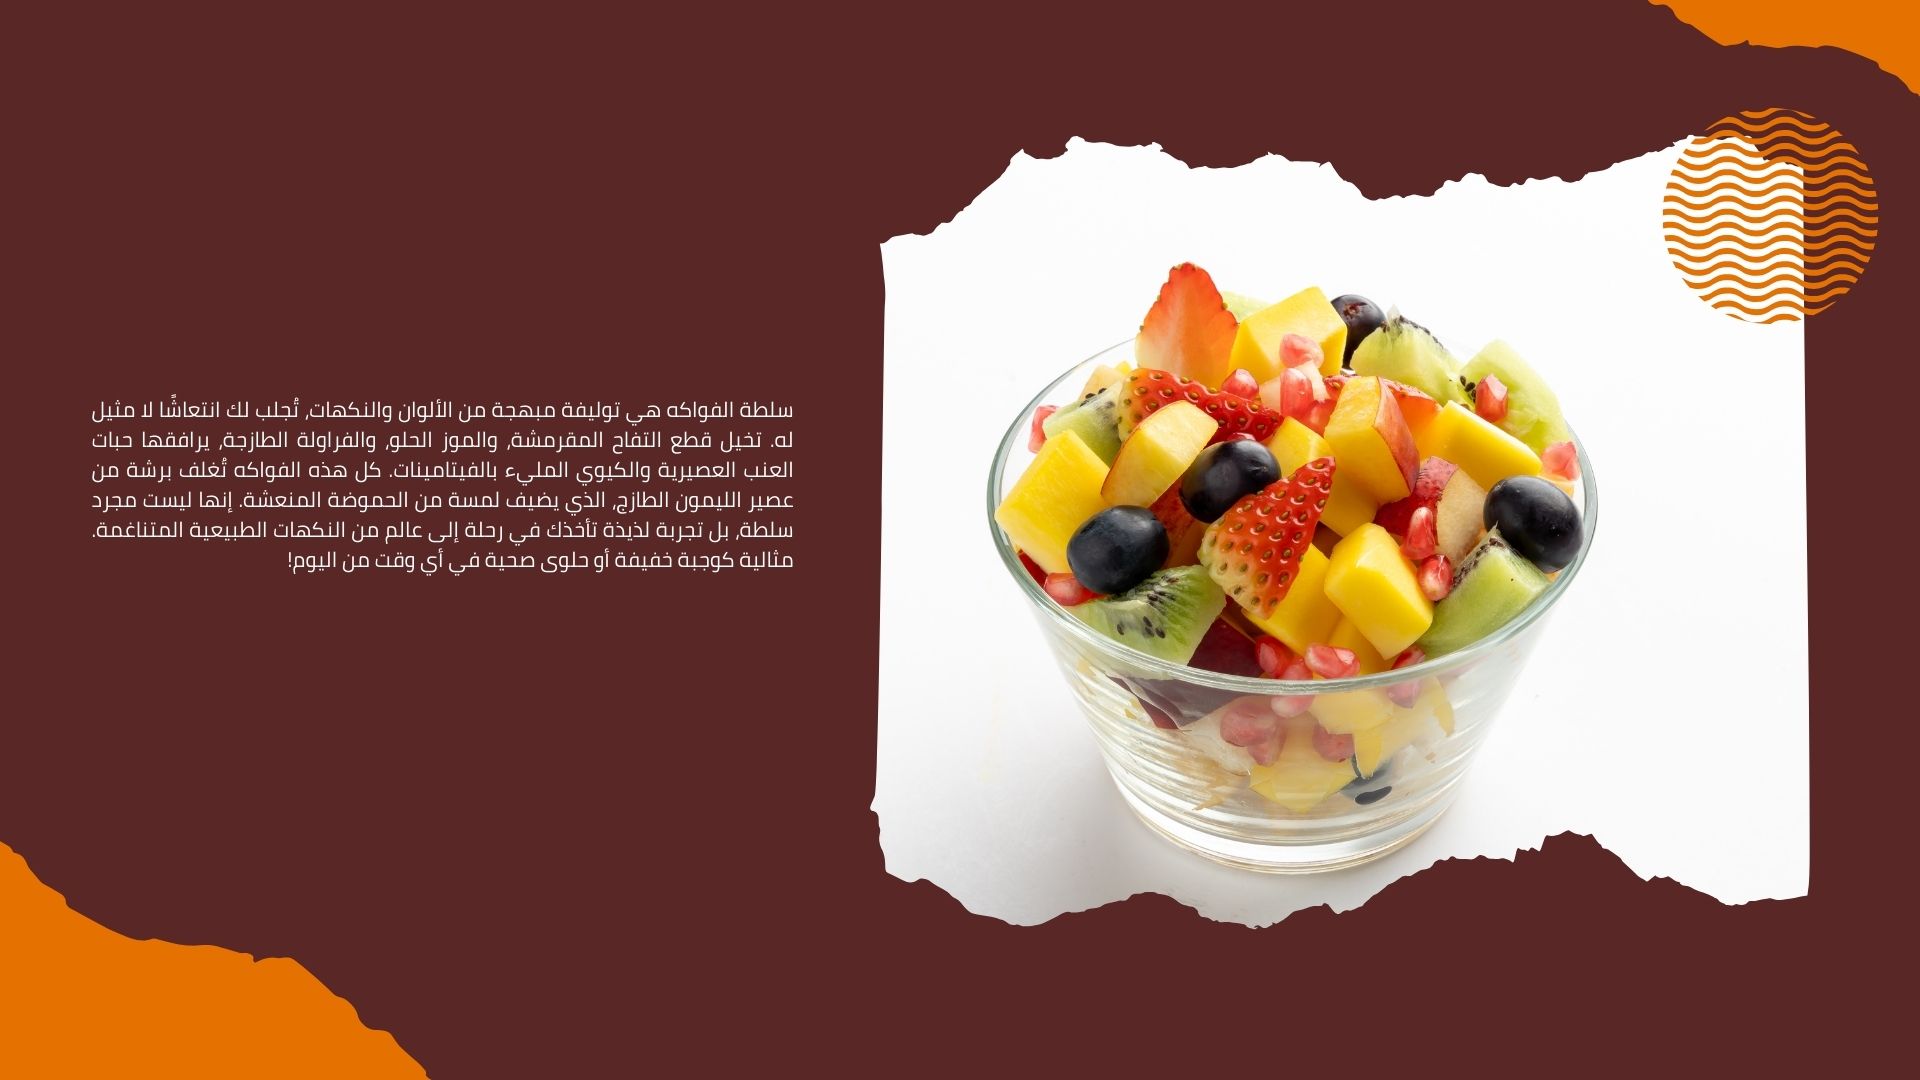 سلطة الفواكه هي توليفة مبهجة من الألوان والنكهات, تُجلب لك انتعاشًا لا مثيل
له. تخيل قطع التفاح المقرمشة, والموز الحلو, والفراولة الطازجة, يرافقها حبات
العنب العصيرية والكيوي المليء بالفيتامينات. كل هذه الفواكه تُغلف برشة من
عصير الليمون الطازج, الذي يضيف لمسة من الحموضة المنعشة. إنها ليست مجرد
سلطة, بل تجربة لذيذة تأخذك في رحلة إلى عالم من النكهات الطبيعية المتناغمة.
مثالية كوجبة خفيفة أو حلوى صحية في أي وقت من اليوم!